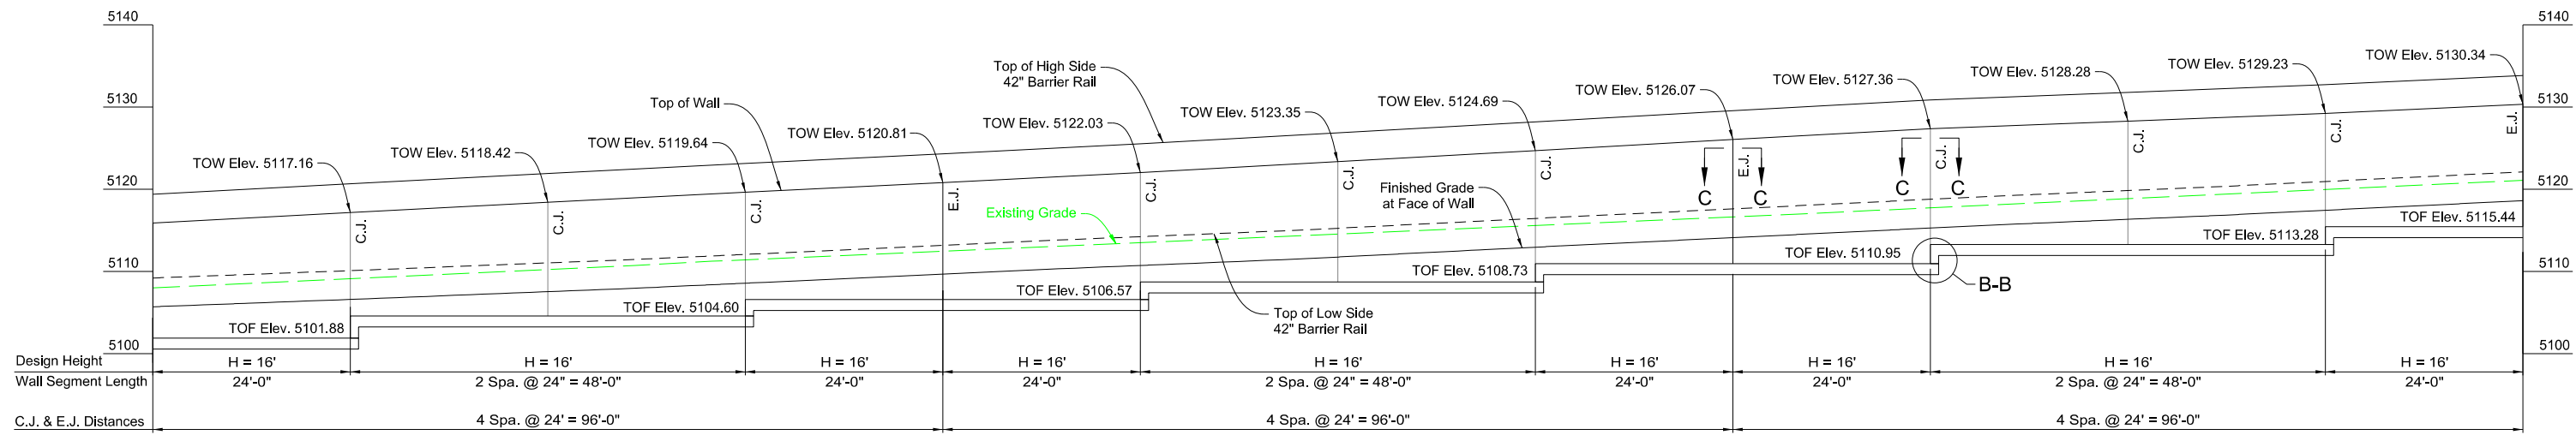 5140
5130
5120
5110
5100
5140
5130
5120
5110
5100
TOW Elev. 5117.16
TOW Elev. 5118.42
TOW Elev. 5119.64
TOW Elev. 5120.81
TOW Elev. 5122.03
TOW Elev. 5123.35
TOW Elev. 5124.69
TOW Elev. 5126.07
TOW Elev. 5127.36
TOW Elev. 5128.28
TOW Elev. 5129.23
TOW Elev. 5130.34
Top of Wall
Top of High Side
42" Barrier Rail
C.J.
C.J.
C.J.
E.J.
C.J.
C.J.
C.J.
E.J.
C.J.
C.J.
C.J.
E.J.
C
C
C
C
Existing Grade
Finished Grade
at Face of Wall
Top of Low Side
42" Barrier Rail
B-B
TOF Elev. 5101.88
TOF Elev. 5104.60
TOF Elev. 5106.57
TOF Elev. 5108.73
TOF Elev. 5110.95
TOF Elev. 5113.28
TOF Elev. 5115.44
Design Height
H = 16'
H = 16'
H = 16'
H = 16'
H = 16'
H = 16'
H = 16'
H = 16'
H = 16'
Wall Segment Length
24'-0"
2 Spa. @ 24" = 48'-0"
24'-0"
24'-0"
2 Spa. @ 24" = 48'-0"
24'-0"
24'-0"
2 Spa. @ 24" = 48'-0"
24'-0"
C.J. & E.J. Distances
4 Spa. @ 24' = 96'-0"
4 Spa. @ 24' = 96'-0"
4 Spa. @ 24' = 96'-0"